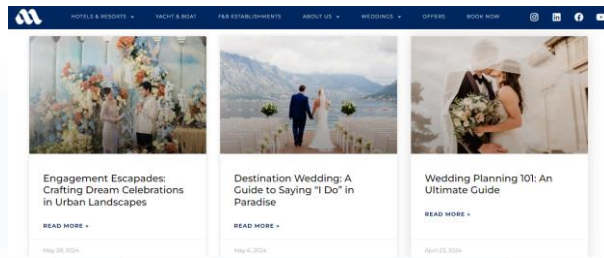 HOTELS & RESORTS
YACHT & BOAT
F&B ESTABLISHMENTS
ABOUT US
WEDDINGS
OFFERS
BOOK NOW
Engagement Escapades:
Crafting Dream Celebrations
in Urban Landscapes
READ MORE »
May 28, 2024
Destination Wedding: A
Guide to Saying “I Do” in
Paradise
READ MORE »
May 6, 2024
Wedding Planning 101: An
Ultimate Guide
READ MORE »
April 23, 2024